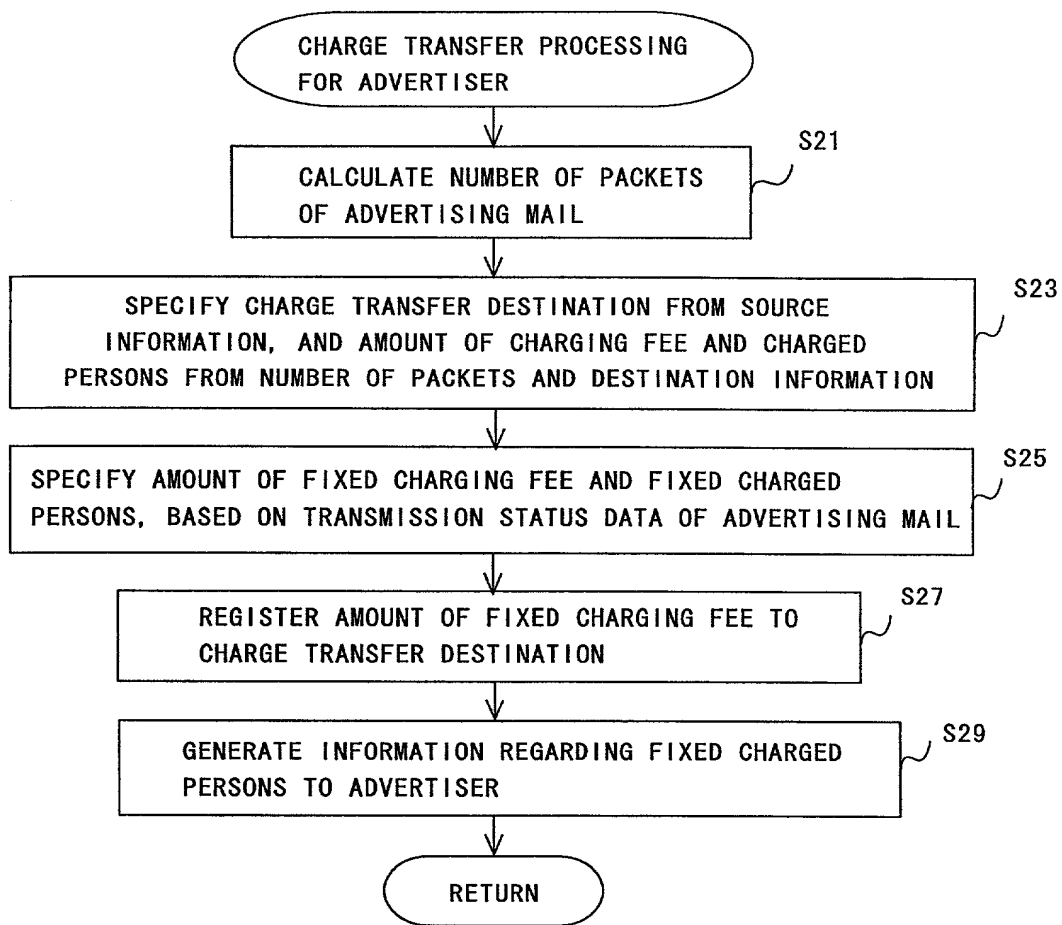 CHARGE TRANSFER PROCESSING
FOR ADVERTISER
S21
CALCULATE NUMBER OF PACKETS
OF ADVERTISING MAIL
S23
SPECIFY CHARGE TRANSFER DESTINATION FROM SOURCE
INFORMATION, AND AMOUNT OF CHARGING FEE AND CHARGED
PERSONS FROM NUMBER OF PACKETS AND DESTINATION INFORMATION
S25
SPECIFY AMOUNT OF FIXED CHARGING FEE AND FIXED CHARGED
PERSONS, BASED ON TRANSMISSION STATUS DATA OF ADVERTISING MAIL
S27
REGISTER AMOUNT OF FIXED CHARGING FEE TO
CHARGE TRANSFER DESTINATION
S29
GENERATE INFORMATION REGARDING FIXED CHARGED
PERSONS TO ADVERTISER
RETURN